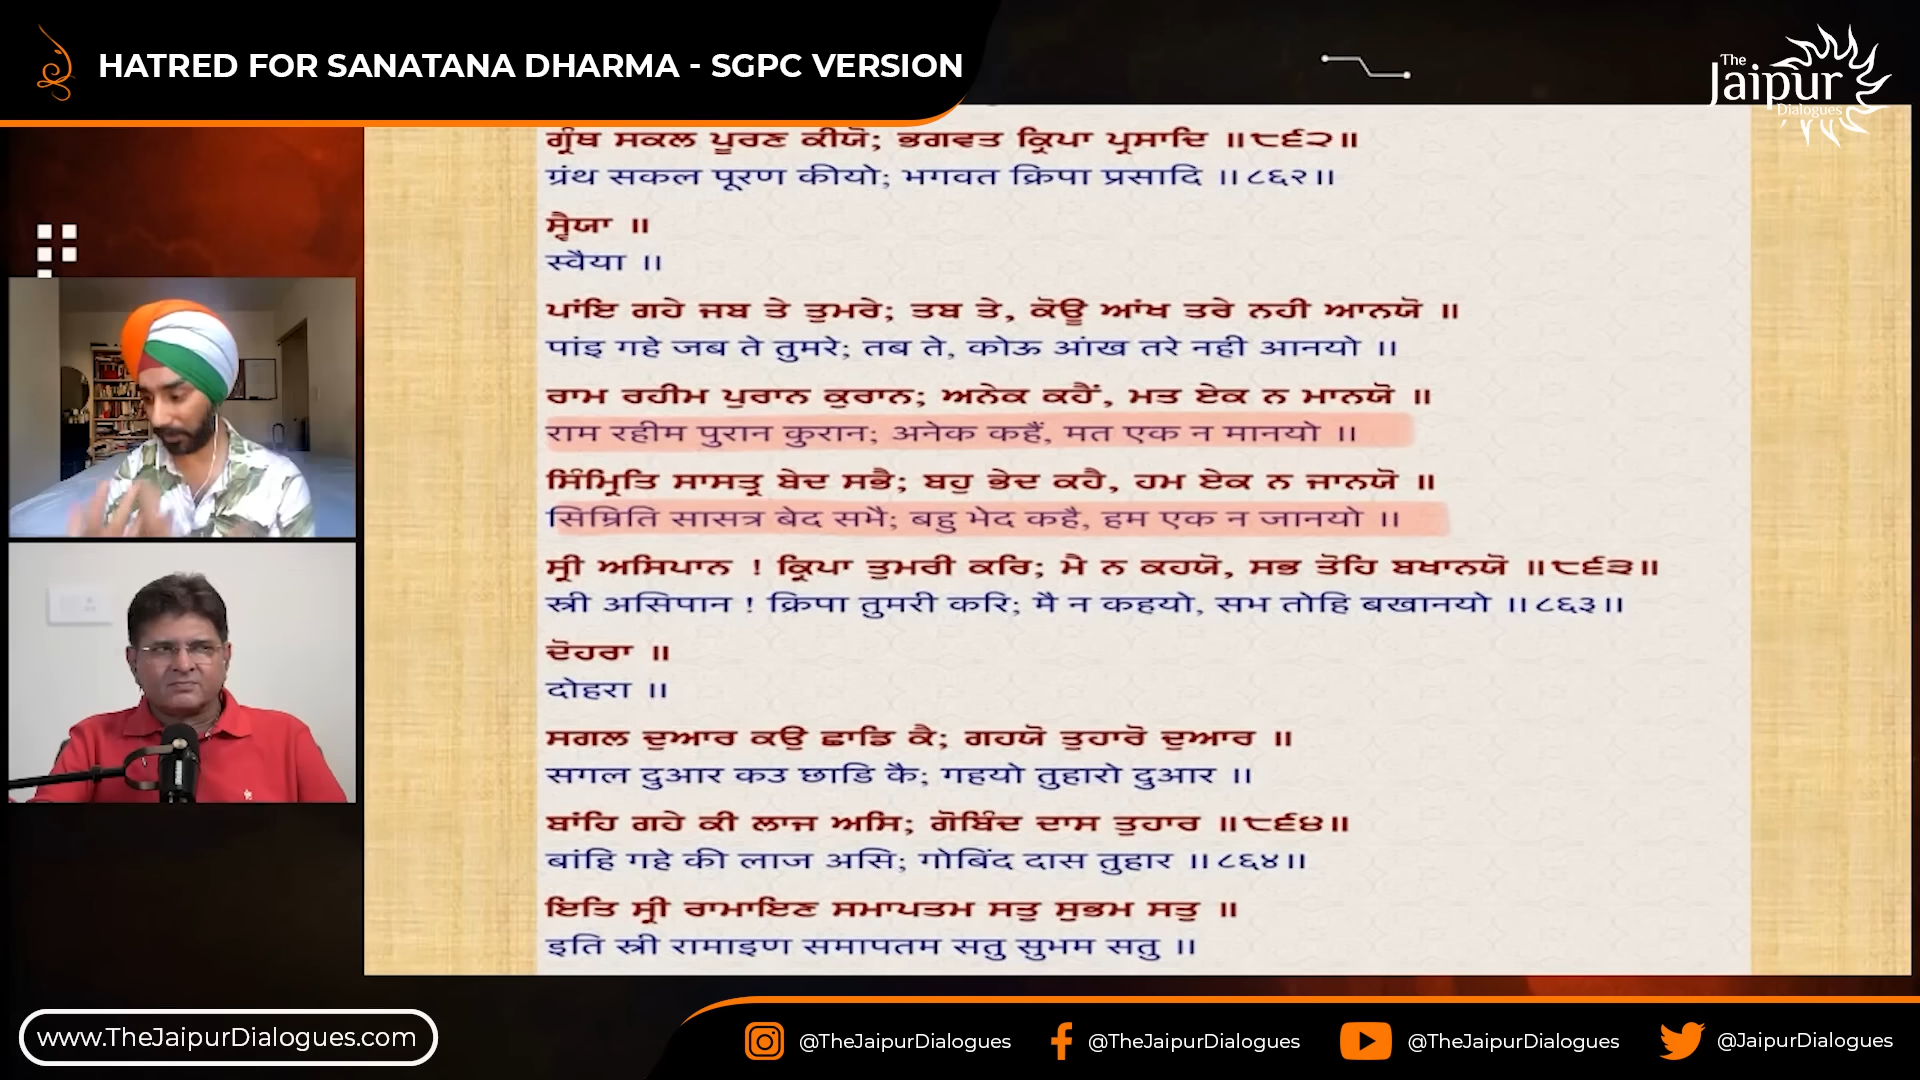 HATRED FOR SANATANA DHARMA - SGPC VERSION
The
Jaipur
Dialogues
ਗ੍ਰੰਥ ਸਕਲ ਪੂਰਣ ਕੀਯੋ; ਭਗਵਤ ਕ੍ਰਿਪਾ ਪ੍ਰਸਾਦਿ ॥੮੬੨॥
ग्रंथ सकल पूरण कीयो; भगवत क्रिपा प्रसादि ॥८६२॥
ਸ੍ਵੈਯਾ ॥
स्वैया ॥
ਪਾਂਇ ਗਹੇ ਜਬ ਤੇ ਤੁਮਰੇ; ਤਬ ਤੇ, ਕੋਊ ਆਂਖ ਤਰੇ ਨਹੀ ਆਨਯੋ ॥
पांइ गहे जब ते तुमरे; तब ते, कोऊ आंख तरे नही आनयो ॥
ਰਾਮ ਰਹੀਮ ਪੁਰਾਨ ਕੁਰਾਨ; ਅਨੇਕ ਕਹੈਂ, ਮਤ ਏਕ ਨ ਮਾਨਯੋ ॥
राम रहीम पुरान कुरान; अनेक कहैं, मत एक न मानयो ॥
ਸਿੰਮ੍ਰਿਤਿ ਸਾਸਤ੍ਰ ਬੇਦ ਸਭੈ; ਬਹੁ ਭੇਦ ਕਹੈ, ਹਮ ਏਕ ਨ ਜਾਨਯੋ ॥
सिम्रिति सासत्र बेद सभै; बहु भेद कहै, हम एक न जानयो ॥
ਸ੍ਰੀ ਅਸਿਪਾਨ ! ਕ੍ਰਿਪਾ ਤੁਮਰੀ ਕਰਿ; ਮੈ ਨ ਕਹਯੋ, ਸਭ ਤੋਹਿ ਬਖਾਨਯੋ ॥੮੬੩॥
स्री असिपान ! क्रिपा तुमरी करि; मै न कहयो, सभ तोहि बखानयो ॥८६३॥
ਦੋਹਰਾ ॥
दोहरा ॥
ਸਗਲ ਦੁਆਰ ਕਉ ਛਾਡਿ ਕੈ; ਗਹਯੋ ਤੁਹਾਰੋ ਦੁਆਰ ॥
सगल दुआर कउ छाडि कै; गहयो तुहारो दुआर ॥
ਬਾਂਹਿ ਗਹੇ ਕੀ ਲਾਜ ਅਸਿ; ਗੋਬਿੰਦ ਦਾਸ ਤੁਹਾਰ ॥੮੬੪॥
बांहि गहे की लाज असि; गोबिंद दास तुहार ॥८६४॥
ਇਤਿ ਸ੍ਰੀ ਰਾਮਾਇਣ ਸਮਾਪਤਮ ਸਤੁ ਸੁਭਮ ਸਤੁ ॥
इति स्री रामाइण समापतम सतु सुभम सतु ॥
www.TheJaipurDialogues.com
@TheJaipurDialogues
@TheJaipurDialogues
@TheJaipurDialogues
@JaipurDialogues